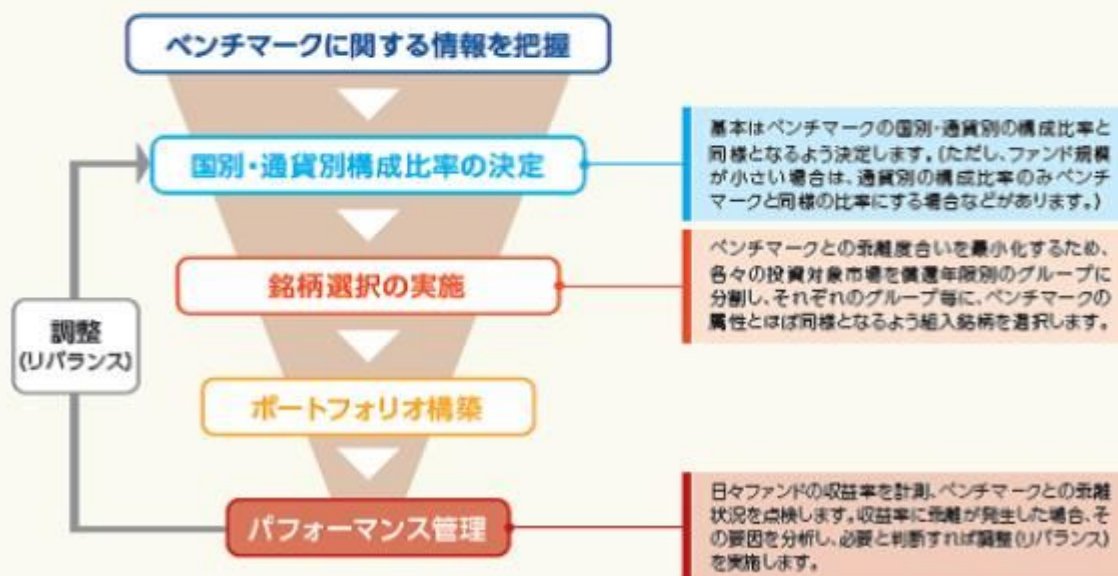 ベンチマークに関する情報を把握
国別・通貨別構成比率の決定
基本はベンチマークの国別・通貨別の構成比率と
同様となるよう決定します。(ただし、ファンド規模
が小さい場合は、通貨別の構成比率のみベンチ
マークと同様の比率にする場合などがあります。)
銘柄選択の実施
ベンチマークとの乖離度合いを最小化するため、
各々の投資対象市場を償還年限別のグループに
分割し、それぞれのグループ毎に、ベンチマークの
属性とほぼ同様となるよう組入銘柄を選択します。
調整
(リバランス)
ポートフォリオ構築
パフォーマンス管理
日々ファンドの収益率を計測、ベンチマークとの乖離
状況を点検します。収益率に乖離が発生した場合、そ
の要因を分析し、必要と判断すれば調整(リバランス)
を実施します。